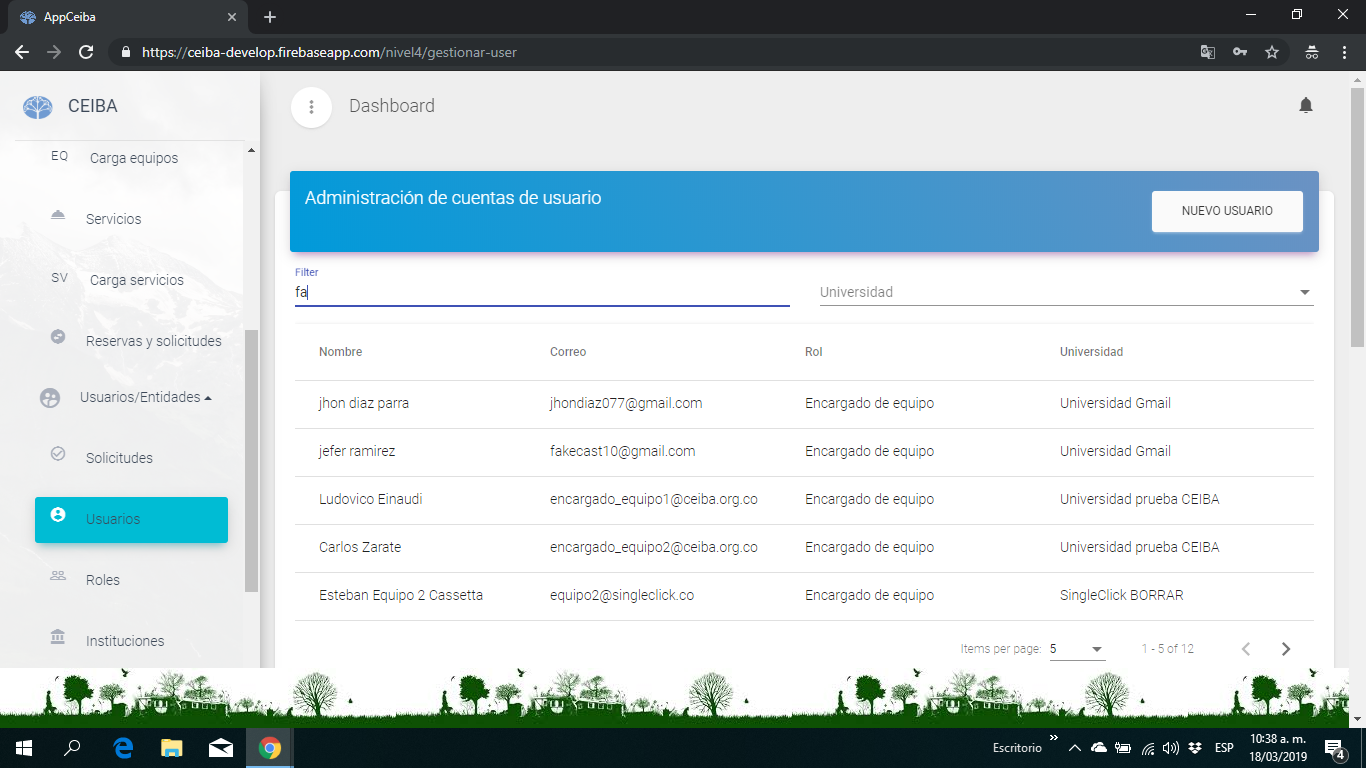 AppCeiba
https://ceiba-develop.firebaseapp.com/nivel4/gestionar-user
CEIBA
Dashboard
EQ Carga equipos
Servicios
SV Carga servicios
Reservas y solicitudes
Usuarios/Entidades
Solicitudes
Usuarios
Roles
Instituciones
Administración de cuentas de usuario
NUEVO USUARIO
Filter
fa
Universidad
Nombre Correo Rol Universidad
jhon diaz parra jhondiaz077@gmail.com Encargado de equipo Universidad Gmail
jefer ramirez fakecast10@gmail.com Encargado de equipo Universidad Gmail
Ludovico Einaudi encargado_equipo1@ceiba.org.co Encargado de equipo Universidad prueba CEIBA
Carlos Zarate encargado_equipo2@ceiba.org.co Encargado de equipo Universidad prueba CEIBA
Esteban Equipo 2 Cassetta equipo2@singleclick.co Encargado de equipo SingleClick BORRAR
Items per page: 5 1 - 5 of 12
Escritorio
ESP
10:38 a. m.
18/03/2019
4